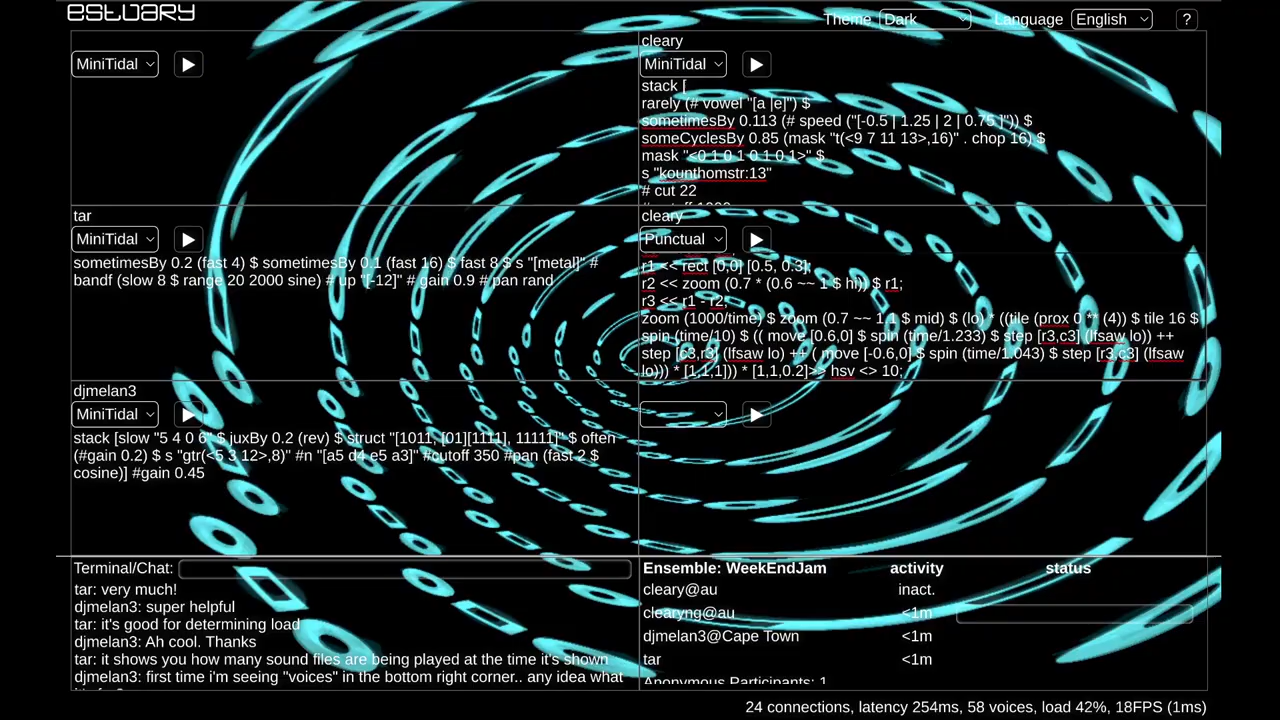 estuary
Theme Dark Language English ?
MiniTidal
cleary
MiniTidal
stack [
rarely (# vowel "[a |e]") $
sometimesBy 0.113 (# speed ("[-0.5 | 1.25 | 2 | 0.75 ]")) $
someCyclesBy 0.85 (mask "t(<9 7 11 13>,16)" . chop 16) $
mask "<0 1 0 1 0 1 0 1>" $
s "kounthomstr:13"
# cut 22
tar
MiniTidal
sometimesBy 0.2 (fast 4) $ sometimesBy 0.1 (fast 16) $ fast 8 $ s "[metal]" #
bandf (slow 8 $ range 20 2000 sine) # up "[-12]" # gain 0.9 # pan rand
cleary
Punctual
r1 << rect [0,0] [0.5, 0.3];
r2 << zoom (0.7 * (0.6 ~~ 1 $ hi)) $ r1;
r3 << r1 - r2;
zoom (1000/time) $ zoom (0.7 ~~ 1.1 $ mid) $ (lo) * ((tile (prox 0 ** (4)) $ tile 16 $
spin (time/10) $ (( move [0.6,0] $ spin (time/1.233) $ step [r3,c3] (lfsaw lo)) ++
step [c3,r3] (lfsaw lo) ++ ( move [-0.6,0] $ spin (time/1.043) $ step [r3,c3] (lfsaw
lo))) * [1,1,1])) * [1,1,0.2]>> hsv <> 10;
djmelan3
MiniTidal
stack [slow "5 4 0 6" $ juxBy 0.2 (rev) $ struct "[1011, [01][1111], 11111]" $ often
(#gain 0.2) $ s "gtr(<5 3 12>,8)" #n "[a5 d4 e5 a3]" #cutoff 350 #pan (fast 2 $
cosine)] #gain 0.45
Terminal/Chat:
tar: very much!
djmelan3: super helpful
tar: it's good for determining load
djmelan3: Ah cool. Thanks
tar: it shows you how many sound files are being played at the time it's shown
djmelan3: first time i'm seeing "voices" in the bottom right corner.. any idea what
Ensemble: WeekEndJam activity status
cleary@au inact.
clearyng@au <1m
djmelan3@Cape Town <1m
tar <1m
Anonymous Participants: 1
24 connections, latency 254ms, 58 voices, load 42%, 18FPS (1ms)